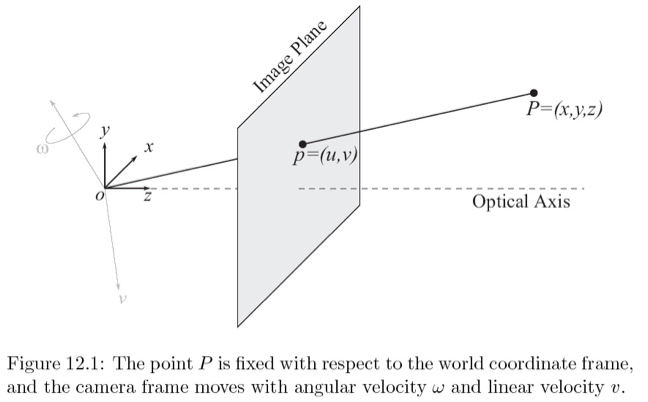 Image Plane
P=(x,y,z)
y
x
ω
p=(u,v)
o
z
Optical Axis
v
Figure 12.1: The point P is fixed with respect to the world coordinate frame,
and the camera frame moves with angular velocity ω and linear velocity v.